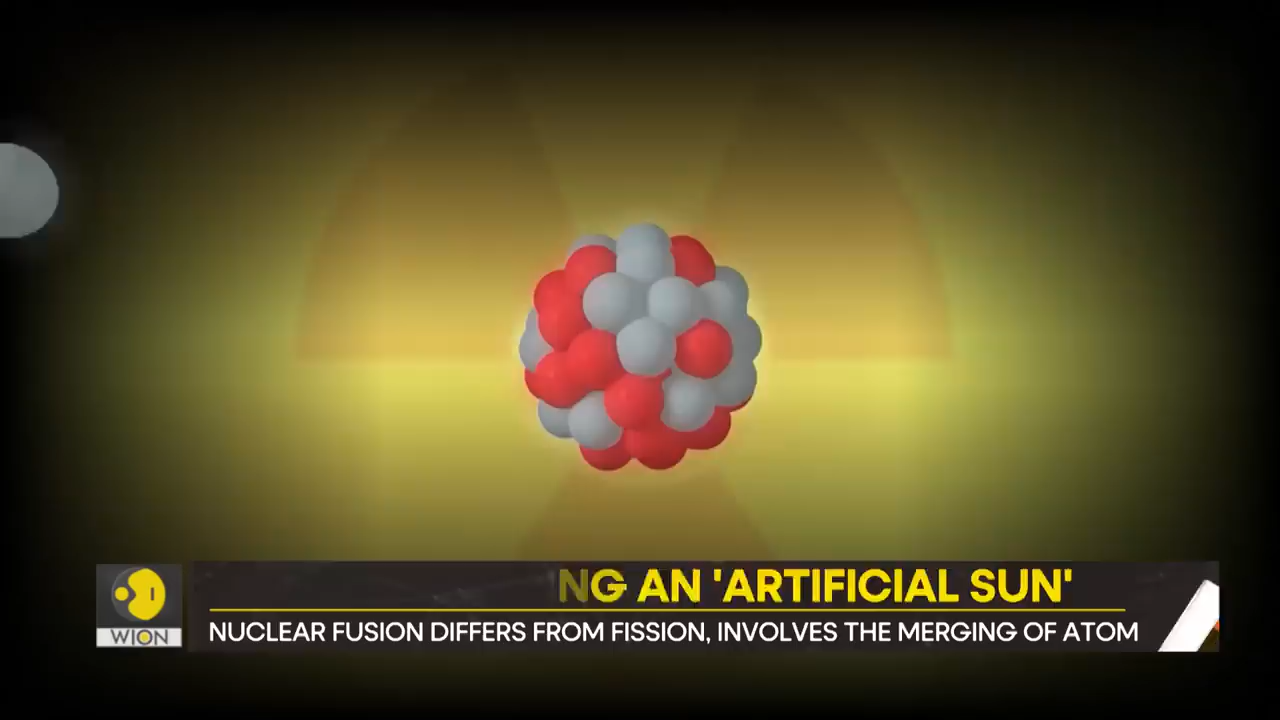 NG AN 'ARTIFICIAL SUN'
NUCLEAR FUSION DIFFERS FROM FISSION, INVOLVES THE MERGING OF ATOM
WION